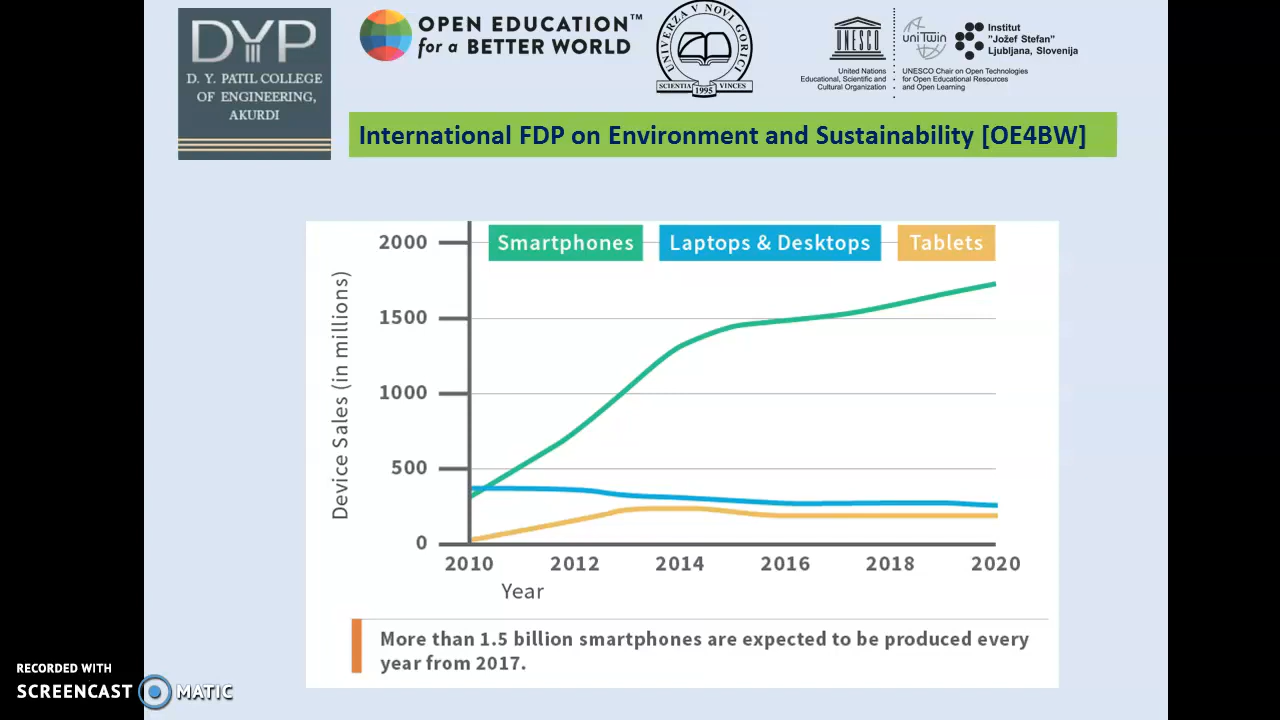 DYP
D. Y. PATIL COLLEGE
OF ENGINEERING,
AKURDI
OPEN EDUCATION™
for a BETTER WORLD
UNIVERZA V NOVI GORICI
SCIENTIA VINCES
1995
UNESCO
United Nations
Educational, Scientific and
Cultural Organization
uniTwin
Institut
"Jožef Stefan"
Ljubljana, Slovenija
UNESCO Chair on Open Technologies
for Open Educational Resources
and Open Learning
International FDP on Environment and Sustainability [OE4BW]
Smartphones
Laptops & Desktops
Tablets
Device Sales (in millions)
2000
1500
1000
500
0
2010 2012 2014 2016 2018 2020
Year
More than 1.5 billion smartphones are expected to be produced every
year from 2017.
RECORDED WITH
SCREENCAST MATIC